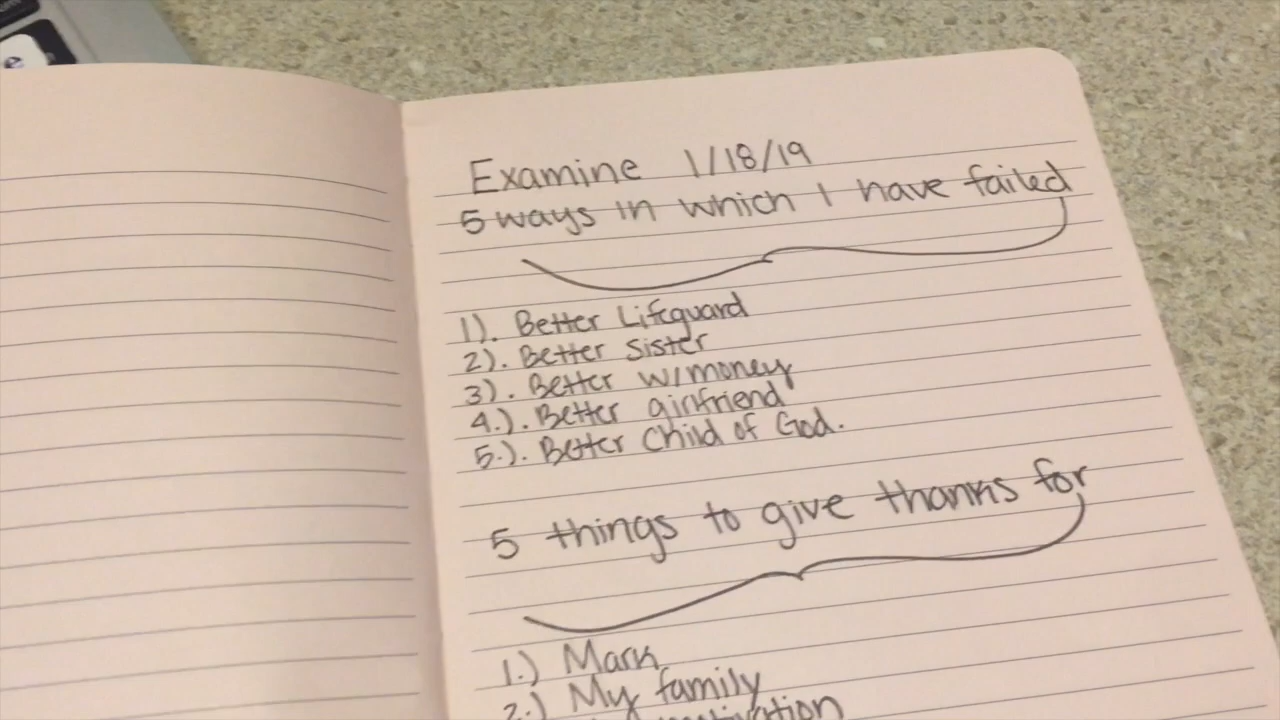 Examine 1/18/19
5 ways in which I have failed
1). Better Lifeguard
2). Better Sister
3). Better w/money
4.). Better girlfriend
5.). Better Child of God.
5 things to give thanks for
1.) Mark
2.) My family
motivation
e